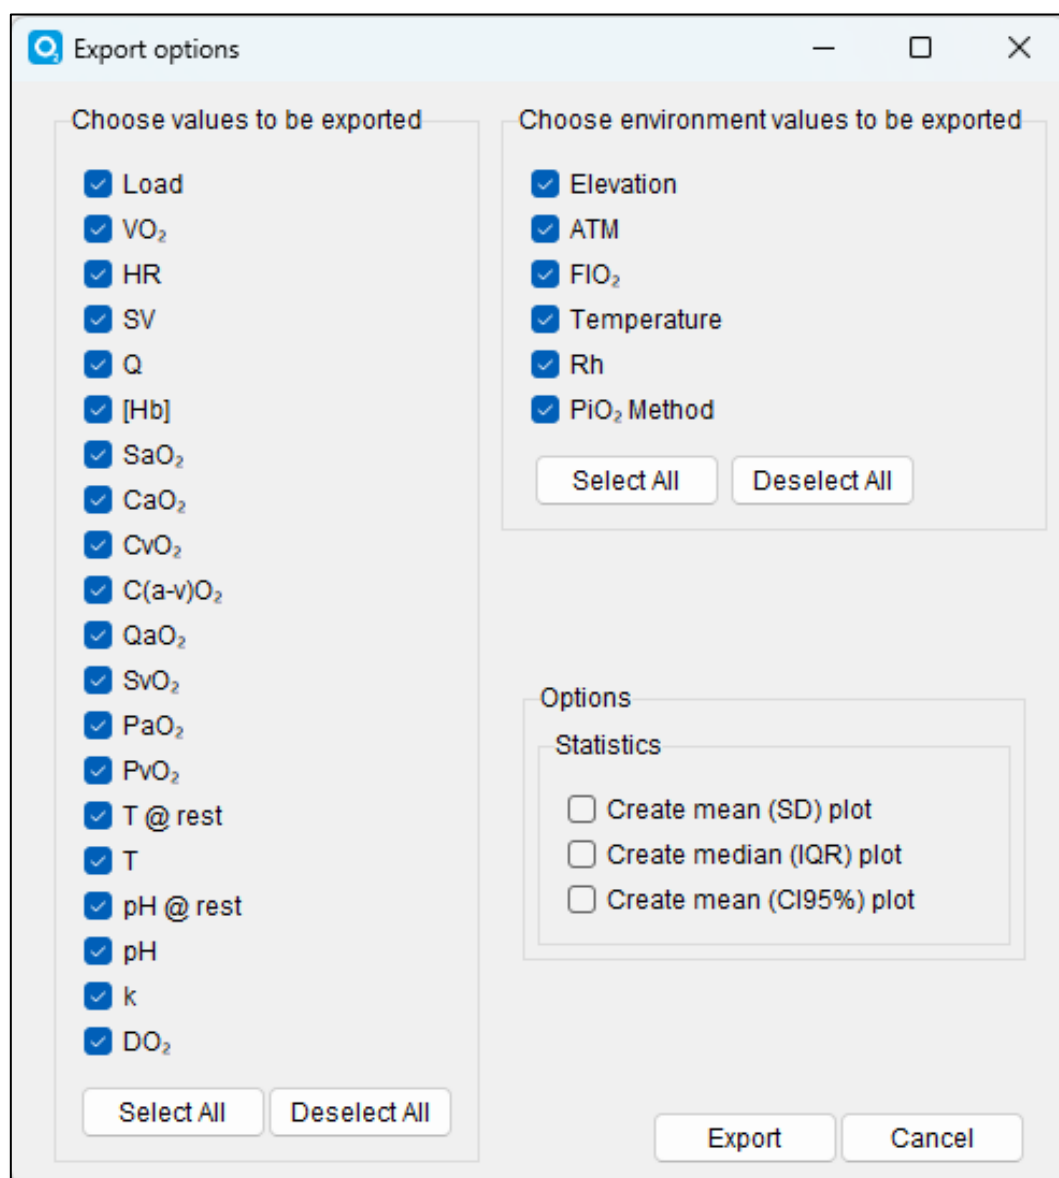 O₂ Export options
Choose values to be exported
Load
VO₂
HR
SV
Q
[Hb]
SaO₂
CaO₂
CvO₂
C(a-v)O₂
QaO₂
SvO₂
PaO₂
PvO₂
T @ rest
T
pH @ rest
pH
k
DO₂
Select All Deselect All
Choose environment values to be exported
Elevation
ATM
FIO₂
Temperature
Rh
PiO₂ Method
Select All Deselect All
Options
Statistics
Create mean (SD) plot
Create median (IQR) plot
Create mean (CI95%) plot
Export Cancel